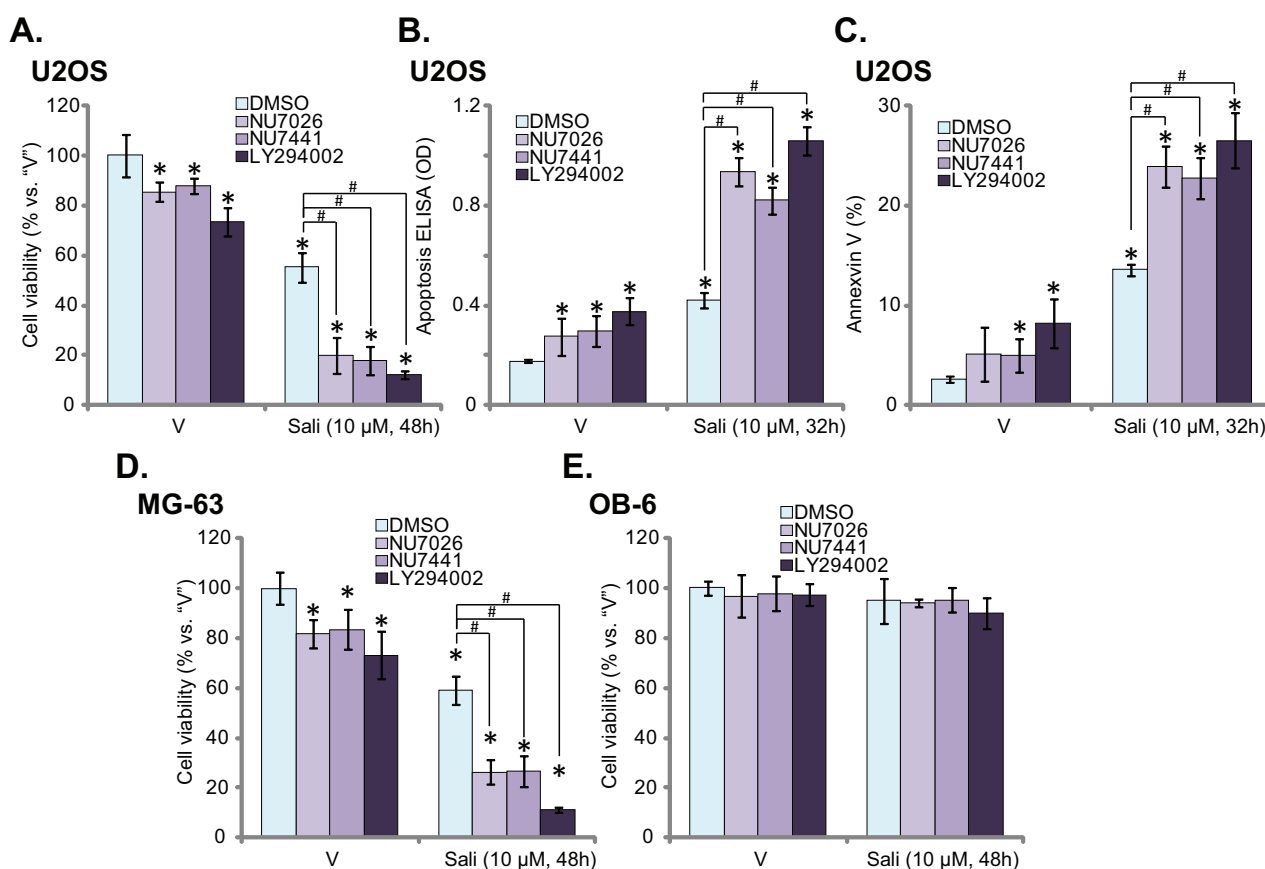 A.
U2OS
Cell viability (% vs. “V”)
120
100
80
60
40
20
0
DMSO
NU7026
NU7441
LY294002
* * *
#
#
#
* * * *
V
Sali (10 µM, 48h)
B.
U2OS
Apoptosis ELISA (OD)
1.2
0.8
0.4
0
DMSO
NU7026
NU7441
LY294002
* * *
#
#
#
* * * *
V
Sali (10 µM, 32h)
C.
U2OS
Annexvin V (%)
30
20
10
0
DMSO
NU7026
NU7441
LY294002
* *
#
#
#
* * * *
V
Sali (10 µM, 32h)
D.
MG-63
Cell viability (% vs. “V”)
120
100
80
60
40
20
0
DMSO
NU7026
NU7441
LY294002
* * *
#
#
#
* * * *
V
Sali (10 µM, 48h)
E.
OB-6
Cell viability (% vs. “V”)
120
100
80
60
40
20
0
DMSO
NU7026
NU7441
LY294002
V
Sali (10 µM, 48h)